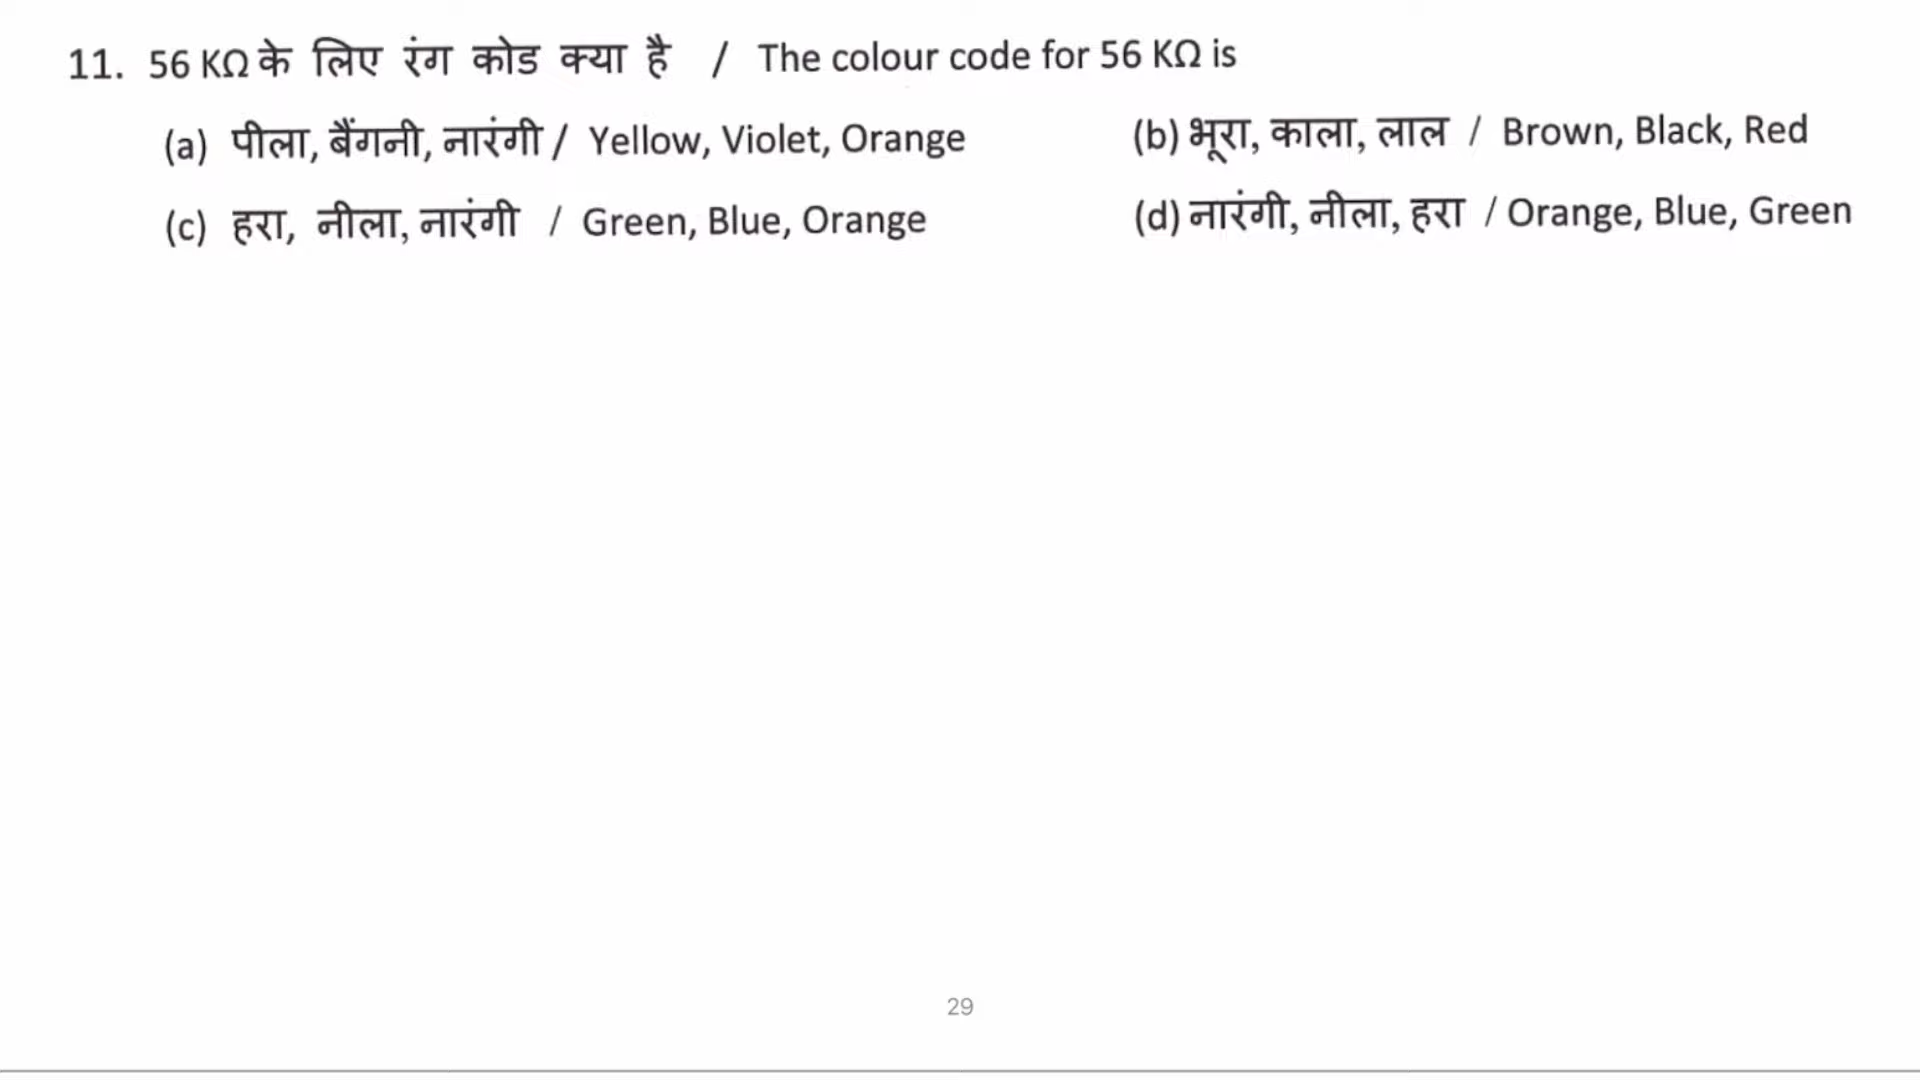 11. 56 KΩ के लिए रंग कोड क्या है / The colour code for 56 KΩ is
(a) पीला, बैंगनी, नारंगी / Yellow, Violet, Orange (b) भूरा, काला, लाल / Brown, Black, Red
(c) हरा, नीला, नारंगी / Green, Blue, Orange (d) नारंगी, नीला, हरा / Orange, Blue, Green
29